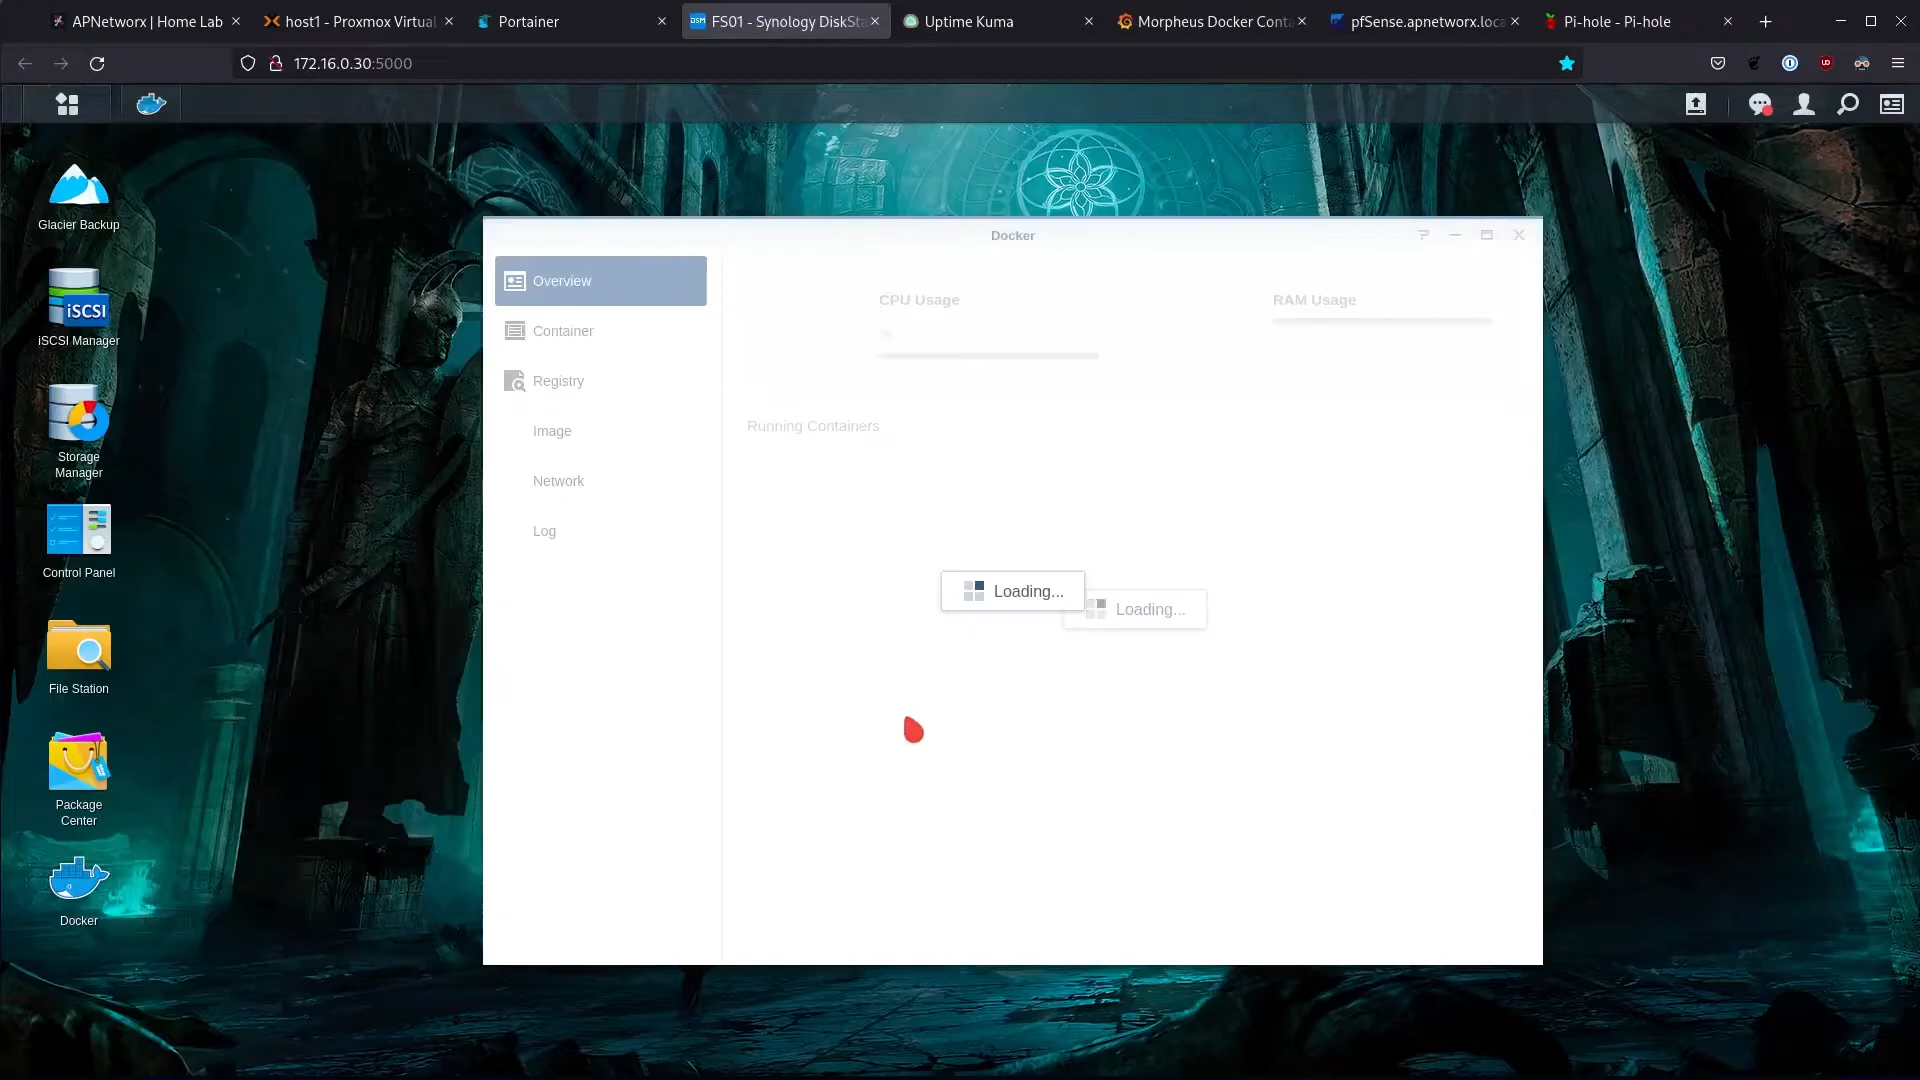 APNetworx | Home Lab
host1 - Proxmox Virtual
Portainer
FS01 - Synology DiskSta
Uptime Kuma
Morpheus Docker Conta
pfSense.apnetworx.loca
Pi-hole - Pi-hole
172.16.0.30:5000
Glacier Backup
iSCSI
iSCSI Manager
Storage
Manager
Control Panel
File Station
Package
Center
Docker
Docker
Overview
Container
Registry
Image
Network
Log
CPU Usage
RAM Usage
Running Containers
Loading...
Loading...